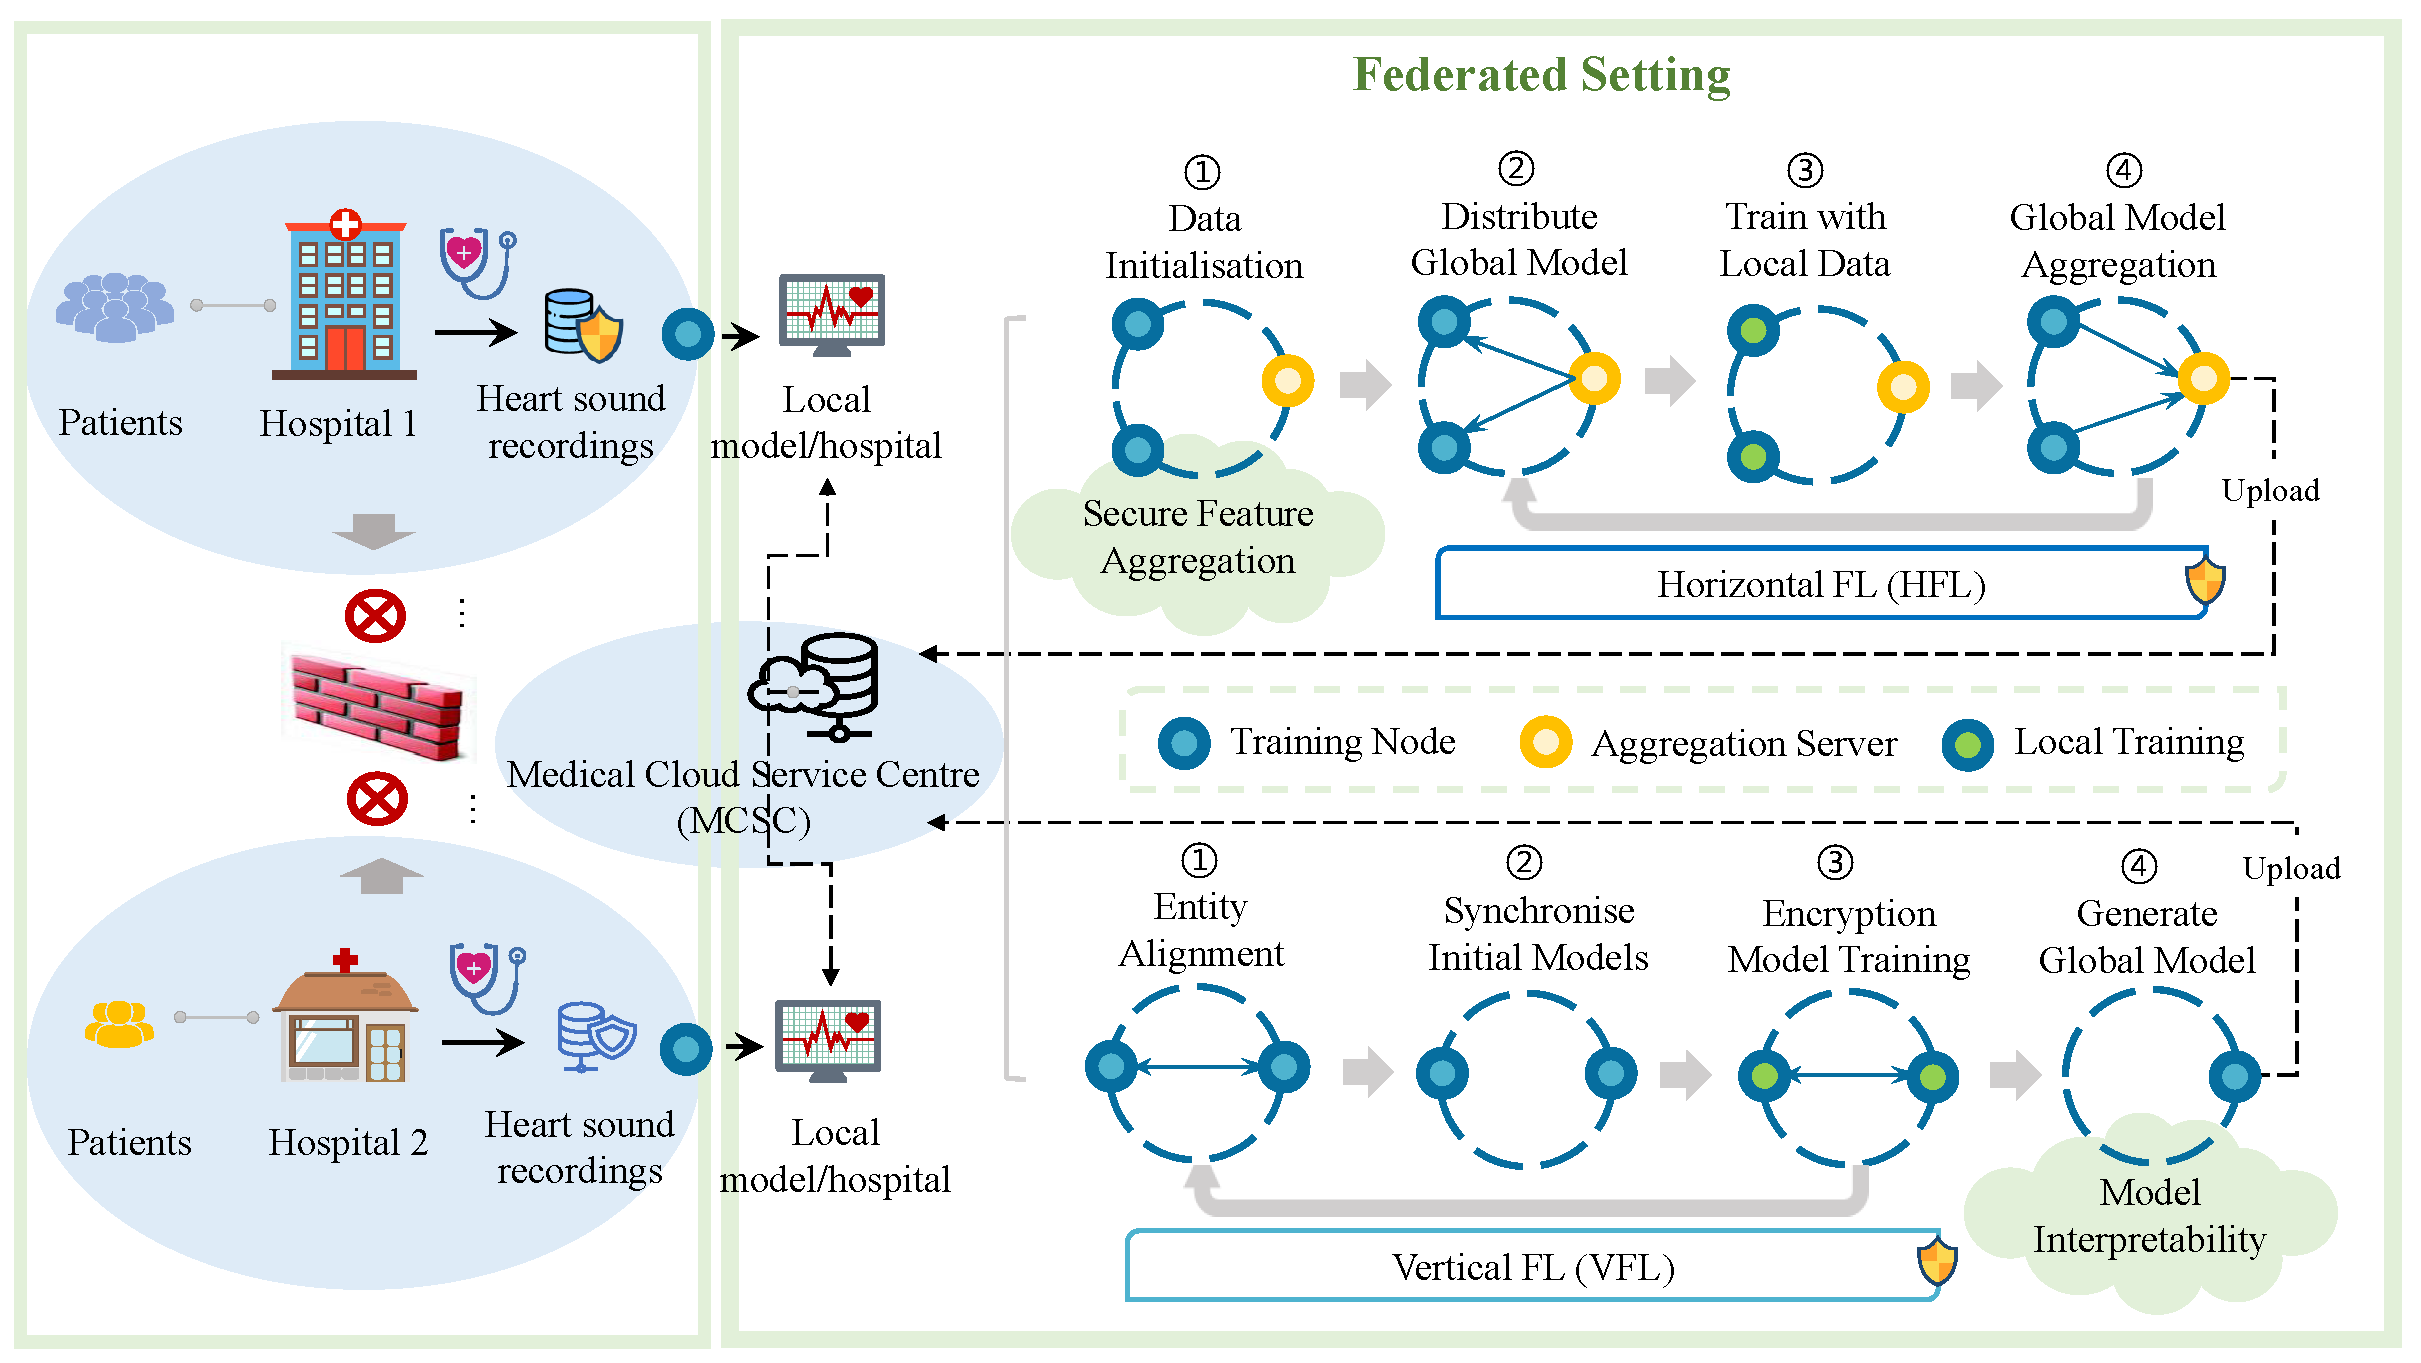 Federated Setting
Patients
Hospital 1
Heart sound
recordings
Local
model/hospital
①
Data
Initialisation
②
Distribute
Global Model
③
Train with
Local Data
④
Global Model
Aggregation
Secure Feature
Aggregation
Upload
Horizontal FL (HFL)
Medical Cloud Service Centre
(MCSC)
Training Node
Aggregation Server
Local Training
Patients
Hospital 2
Heart sound
recordings
Local
model/hospital
①
Entity
Alignment
②
Synchronise
Initial Models
③
Encryption
Model Training
④
Generate
Global Model
Upload
Model
Interpretability
Vertical FL (VFL)